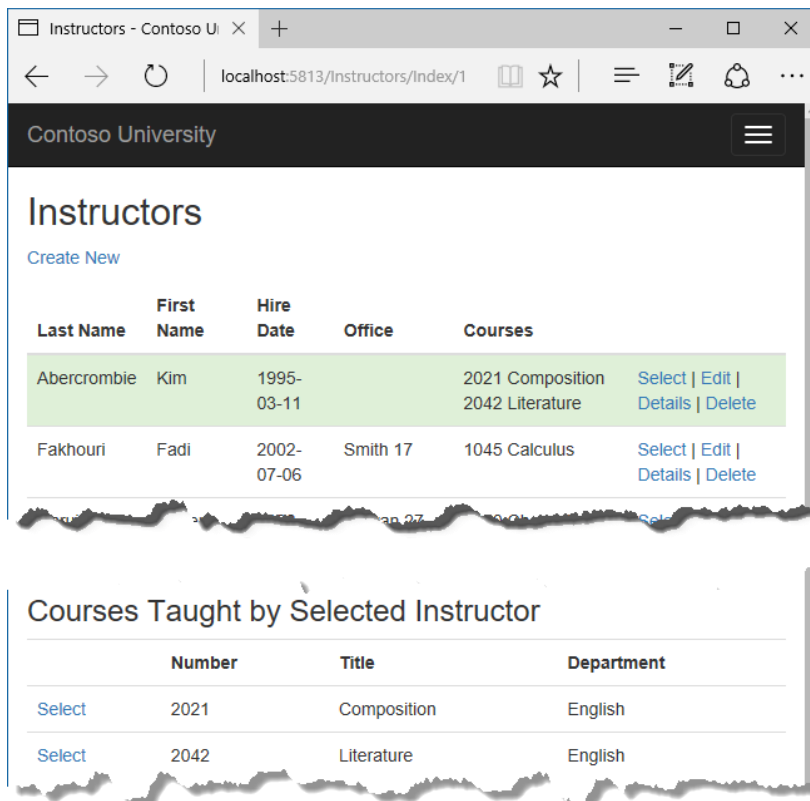 Instructors - Contoso U
localhost:5813/Instructors/Index/1
Contoso University
Instructors
Create New
Last Name First Name Hire Date Office Courses
Abercrombie Kim 1995-03-11 2021 Composition Select | Edit |
2042 Literature Details | Delete
Fakhouri Fadi 2002-07-06 Smith 17 1045 Calculus Select | Edit |
Details | Delete
Courses Taught by Selected Instructor
Number Title Department
Select 2021 Composition English
Select 2042 Literature English